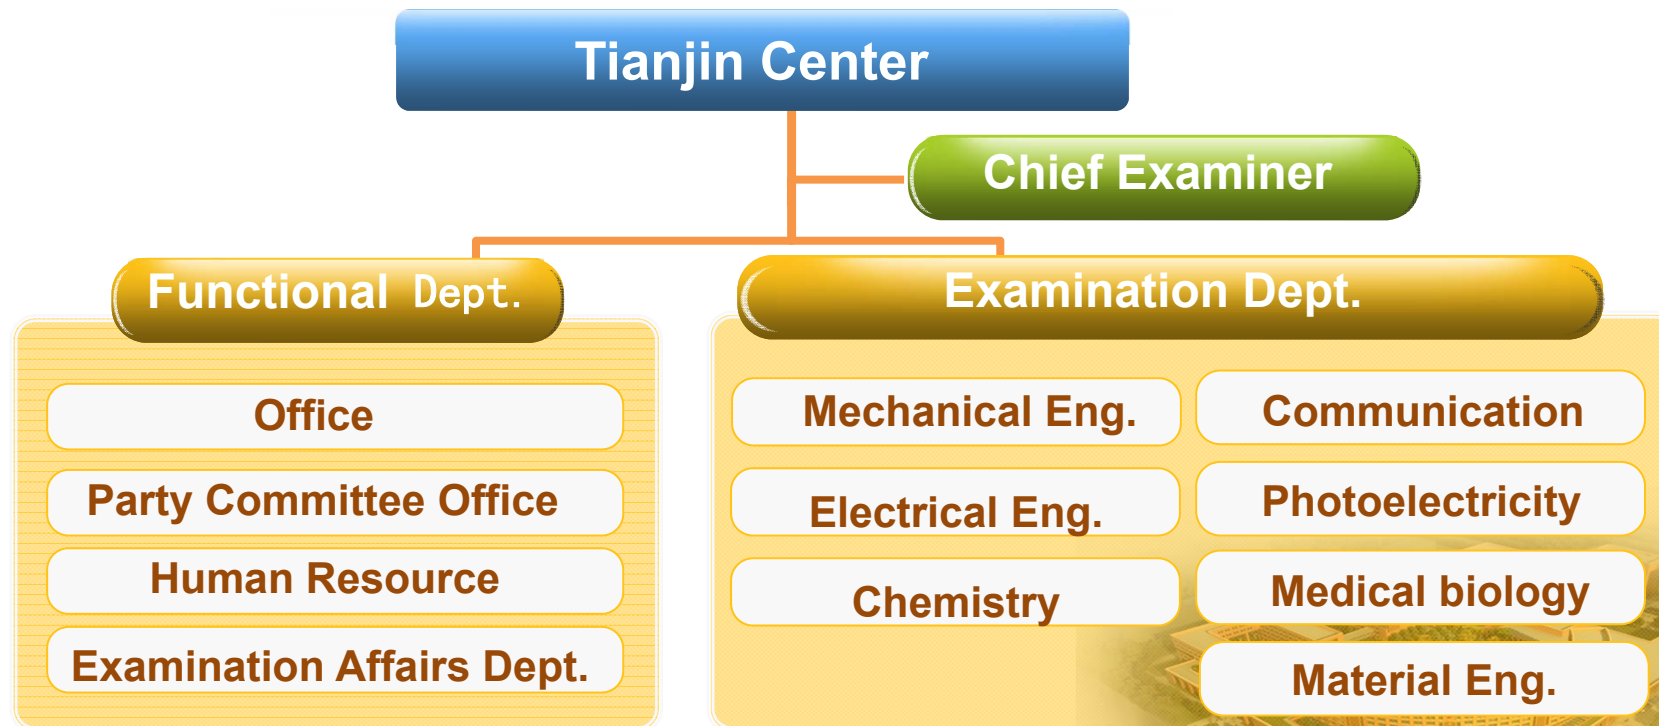 Tianjin Center
Chief Examiner
Functional Dept.
Office
Party Committee Office
Human Resource
Examination Affairs Dept.
Examination Dept.
Mechanical Eng.
Electrical Eng.
Chemistry
Communication
Photoelectricity
Medical biology
Material Eng.